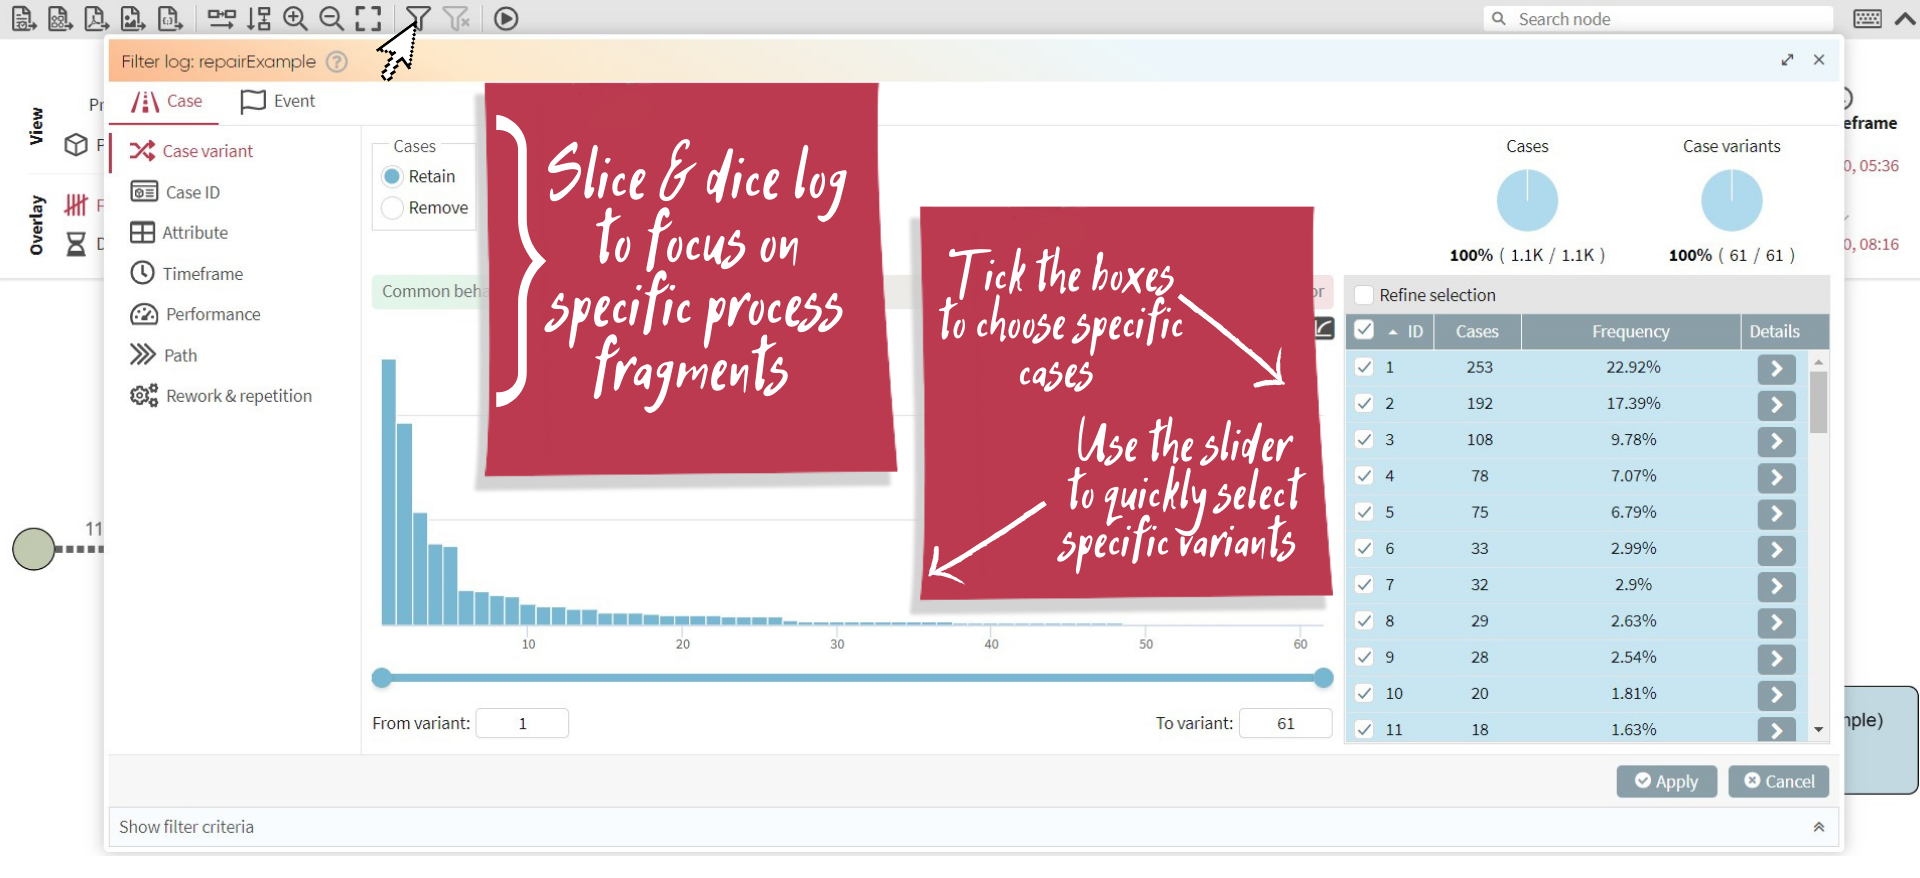 Search node
Filter log: repairExample
Case
Event
View
Overlay
Case variant
Case ID
Attribute
Timeframe
Performance
Path
Rework & repetition
Cases
Retain
Remove
Slice & dice log
to focus on
specific process
fragments
Tick the boxes
to choose specific
cases
Use the slider
to quickly select
specific variants
Common beh
Cases
100% ( 1.1K / 1.1K )
Case variants
100% ( 61 / 61 )
eframe
0, 05:36
0, 08:16
Refine selection
ID Cases Frequency Details
1 253 22.92%
2 192 17.39%
3 108 9.78%
4 78 7.07%
5 75 6.79%
6 33 2.99%
7 32 2.9%
8 29 2.63%
9 28 2.54%
10 20 1.81%
11 18 1.63%
10 20 30 40 50 60
From variant: 1
To variant: 61
11
nple)
Apply
Cancel
Show filter criteria